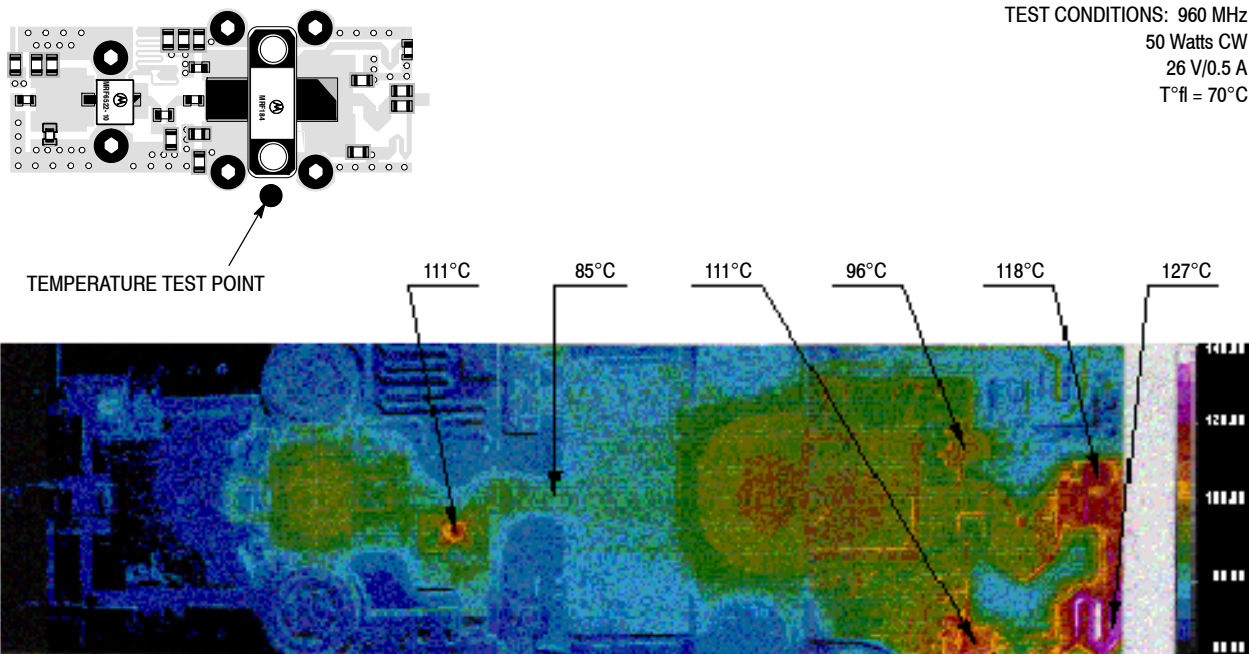 TEST CONDITIONS: 960 MHz
50 Watts CW
26 V/0.5 A
T°fl = 70°C
MRF6522-10
MRF184
TEMPERATURE TEST POINT
111°C
85°C
111°C
96°C
118°C
127°C